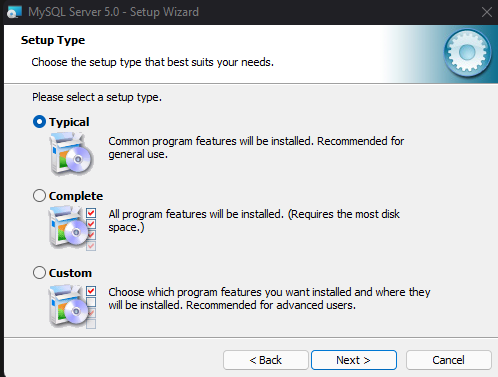 MySQL Server 5.0 - Setup Wizard
Setup Type
Choose the setup type that best suits your needs.
Please select a setup type.
Typical
Common program features will be installed. Recommended for
general use.
Complete
All program features will be installed. (Requires the most disk
space.)
Custom
Choose which program features you want installed and where they
will be installed. Recommended for advanced users.
< Back
Next >
Cancel